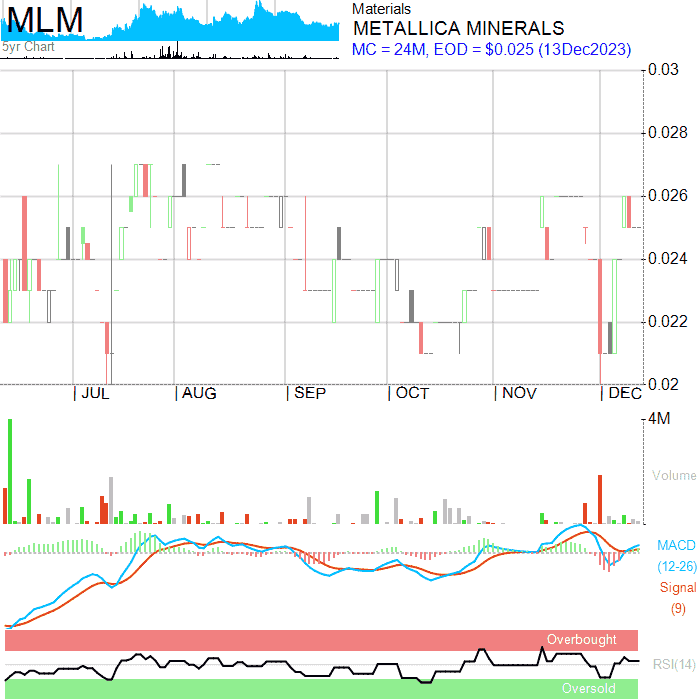 MLM
5yr Chart
Materials
METALLICA MINERALS
MC = 24M, EOD = $0.025 (13Dec2023)
0.03
0.028
0.026
0.024
0.022
0.02
JUL
AUG
SEP
OCT
NOV
DEC
4M
Volume
MACD
(12-26)
Signal
(9)
Overbought
RSI(14)
Oversold